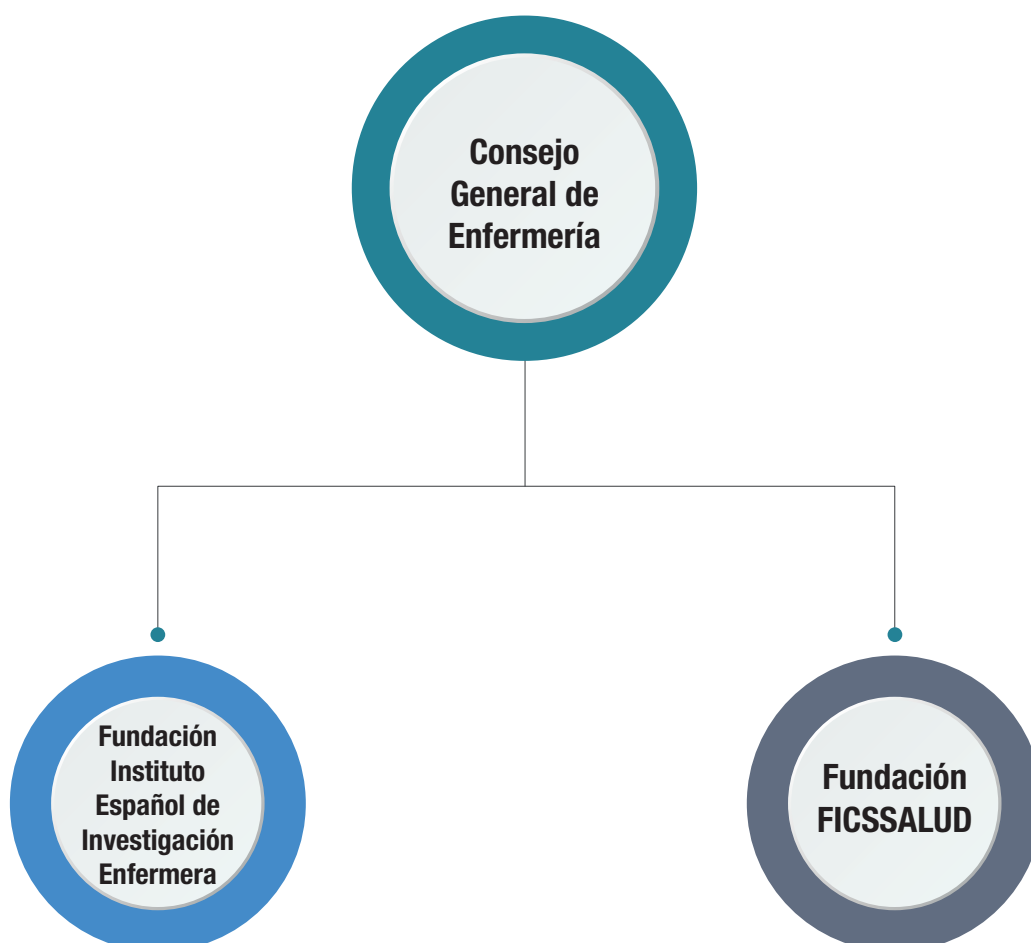 Consejo
General de
Enfermería
Fundación
Instituto
Español de
Investigación
Enfermera
Fundación
FICSSALUD